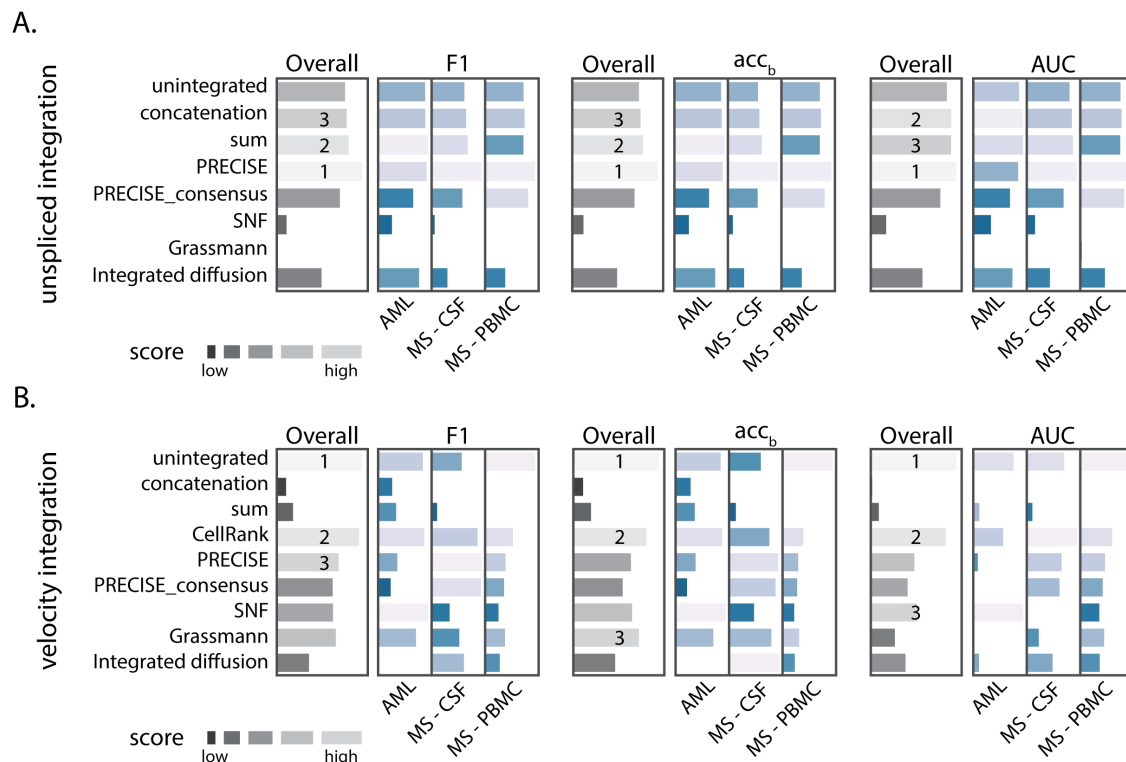 A.
Overall F1 Overall acc_b Overall AUC
unspliced integration
unintegrated
concatenation 3 3 2
sum 2 2 3
PRECISE 1 1 1
PRECISE_consensus
SNF
Grassmann
Integrated diffusion
AML MS - CSF MS - PBMC AML MS - CSF MS - PBMC AML MS - CSF MS - PBMC
score
low high
B.
Overall F1 Overall acc_b Overall AUC
velocity integration
unintegrated 1 1 1
concatenation
sum
CellRank 2 2 2
PRECISE 3
PRECISE_consensus
SNF 3
Grassmann 3
Integrated diffusion
AML MS - CSF MS - PBMC AML MS - CSF MS - PBMC AML MS - CSF MS - PBMC
score
low high